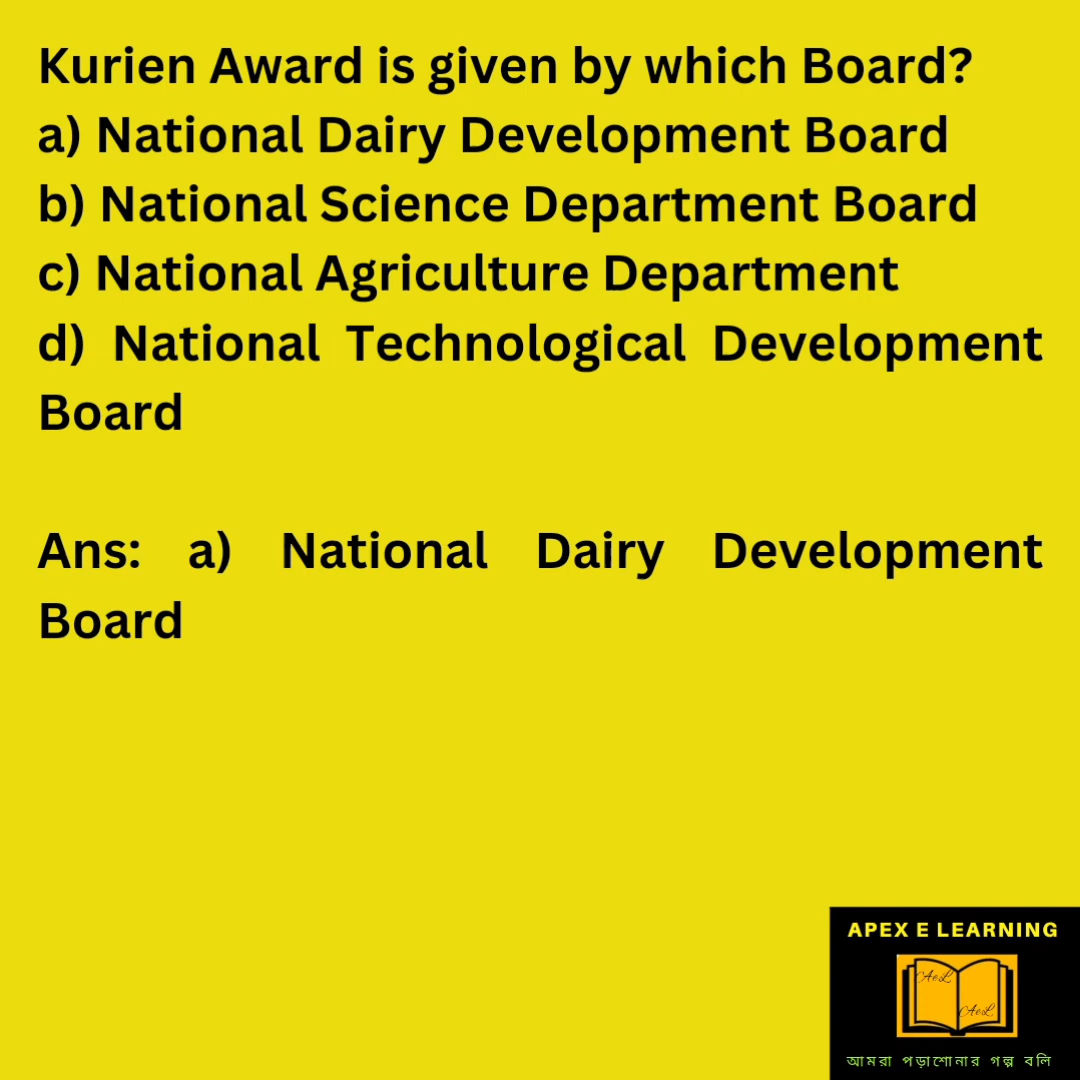 Kurien Award is given by which Board?
a) National Dairy Development Board
b) National Science Department Board
c) National Agriculture Department
d) National Technological Development
Board
Ans: a) National Dairy Development
Board
APEX E LEARNING
AeL
AeL
আমরা পড়াশোনার গল্প বলি